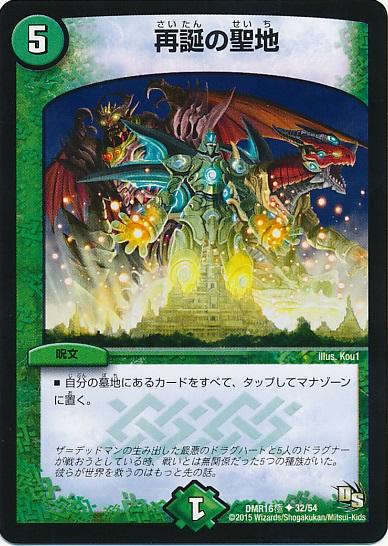 5
さいたん せいち
再誕の聖地
illus. Kou1
呪文
■自分の墓地にあるカードをすべて、タップしてマナゾーン
に置く。
ザ=デッドマンの生み出した最悪のドラグハートと5人のドラグナー
が戦おうとしている時、戦いとは無関係だった5つの種族がいた。
彼らが世界を救うのはもっと先の話。
1
DMR16極 ◆ 32/54
©2015 Wizards/Shogakukan/Mitsui-Kids
DS